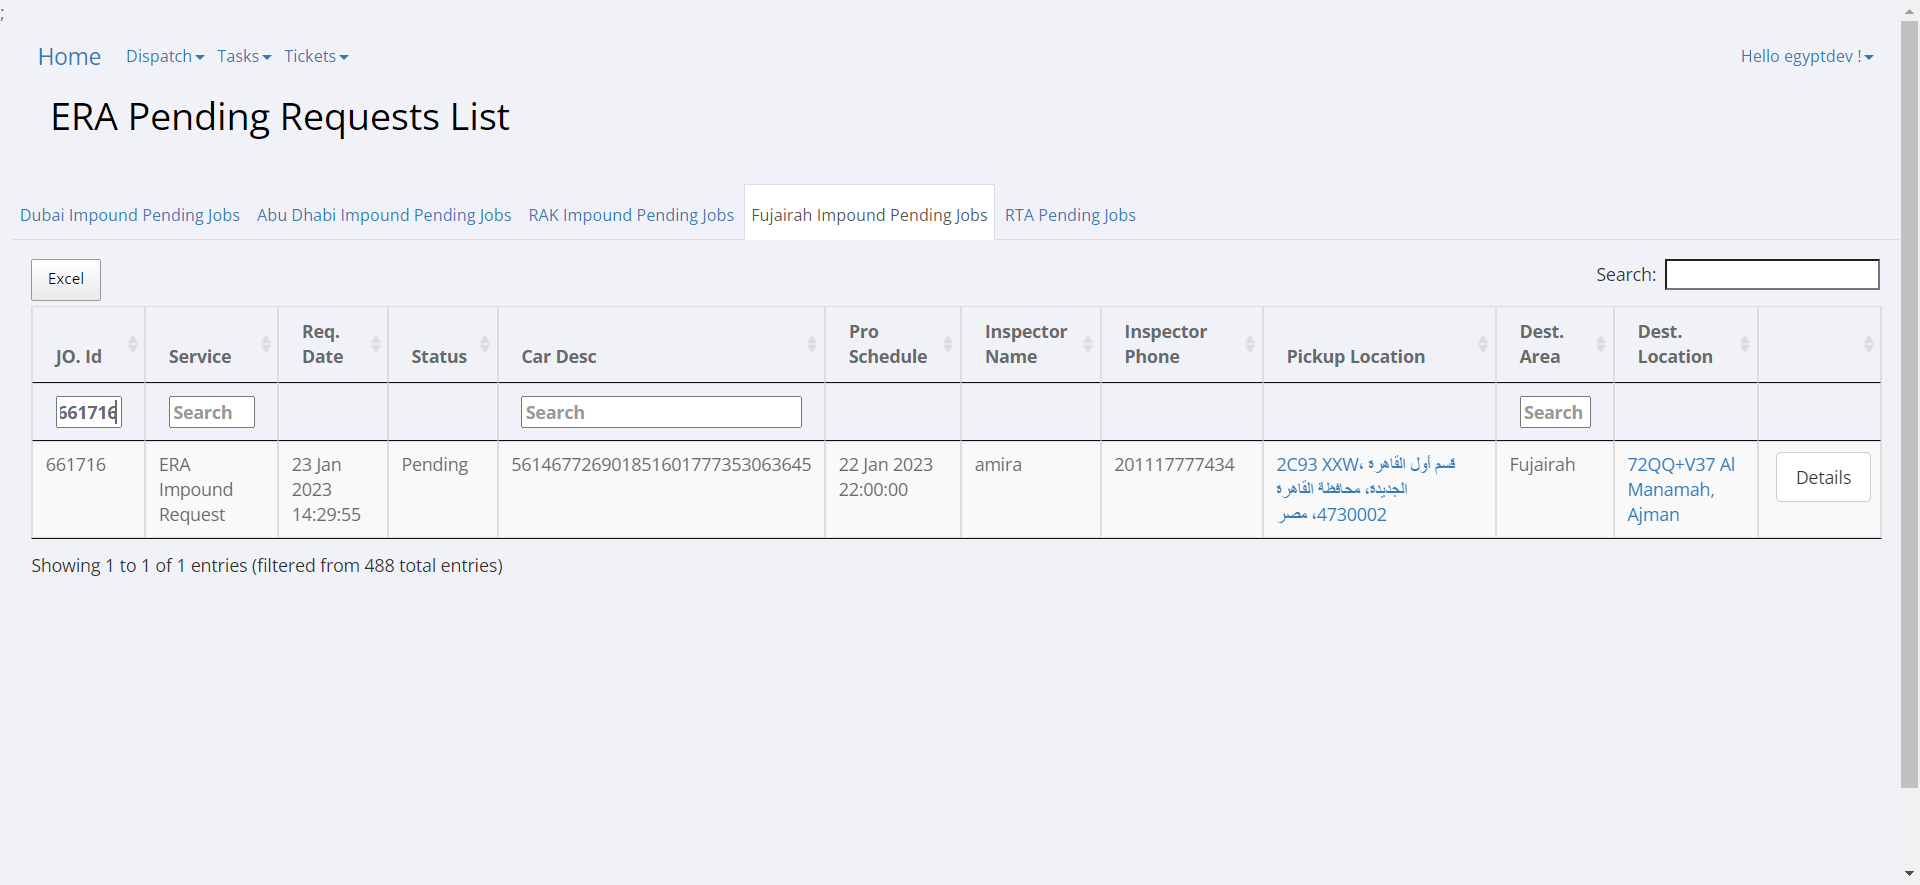 ;
Home Dispatch Tasks Tickets Hello egyptdev !
ERA Pending Requests List
Dubai Impound Pending Jobs Abu Dhabi Impound Pending Jobs RAK Impound Pending Jobs Fujairah Impound Pending Jobs RTA Pending Jobs
Excel Search:
JO. Id Service Req. Date Status Car Desc Pro Schedule Inspector Name Inspector Phone Pickup Location Dest. Area Dest. Location
661716 Search Search Search
661716
ERA
Impound
Request
23 Jan
2023
14:29:55
Pending
561467726901851601777353063645
22 Jan 2023
22:00:00
amira
201117777434
2C93 XXW، قسم أول القاهرة
الجديدة، محافظة القاهرة
4730002، مصر
Fujairah
72QQ+V37 Al
Manamah,
Ajman
Details
Showing 1 to 1 of 1 entries (filtered from 488 total entries)